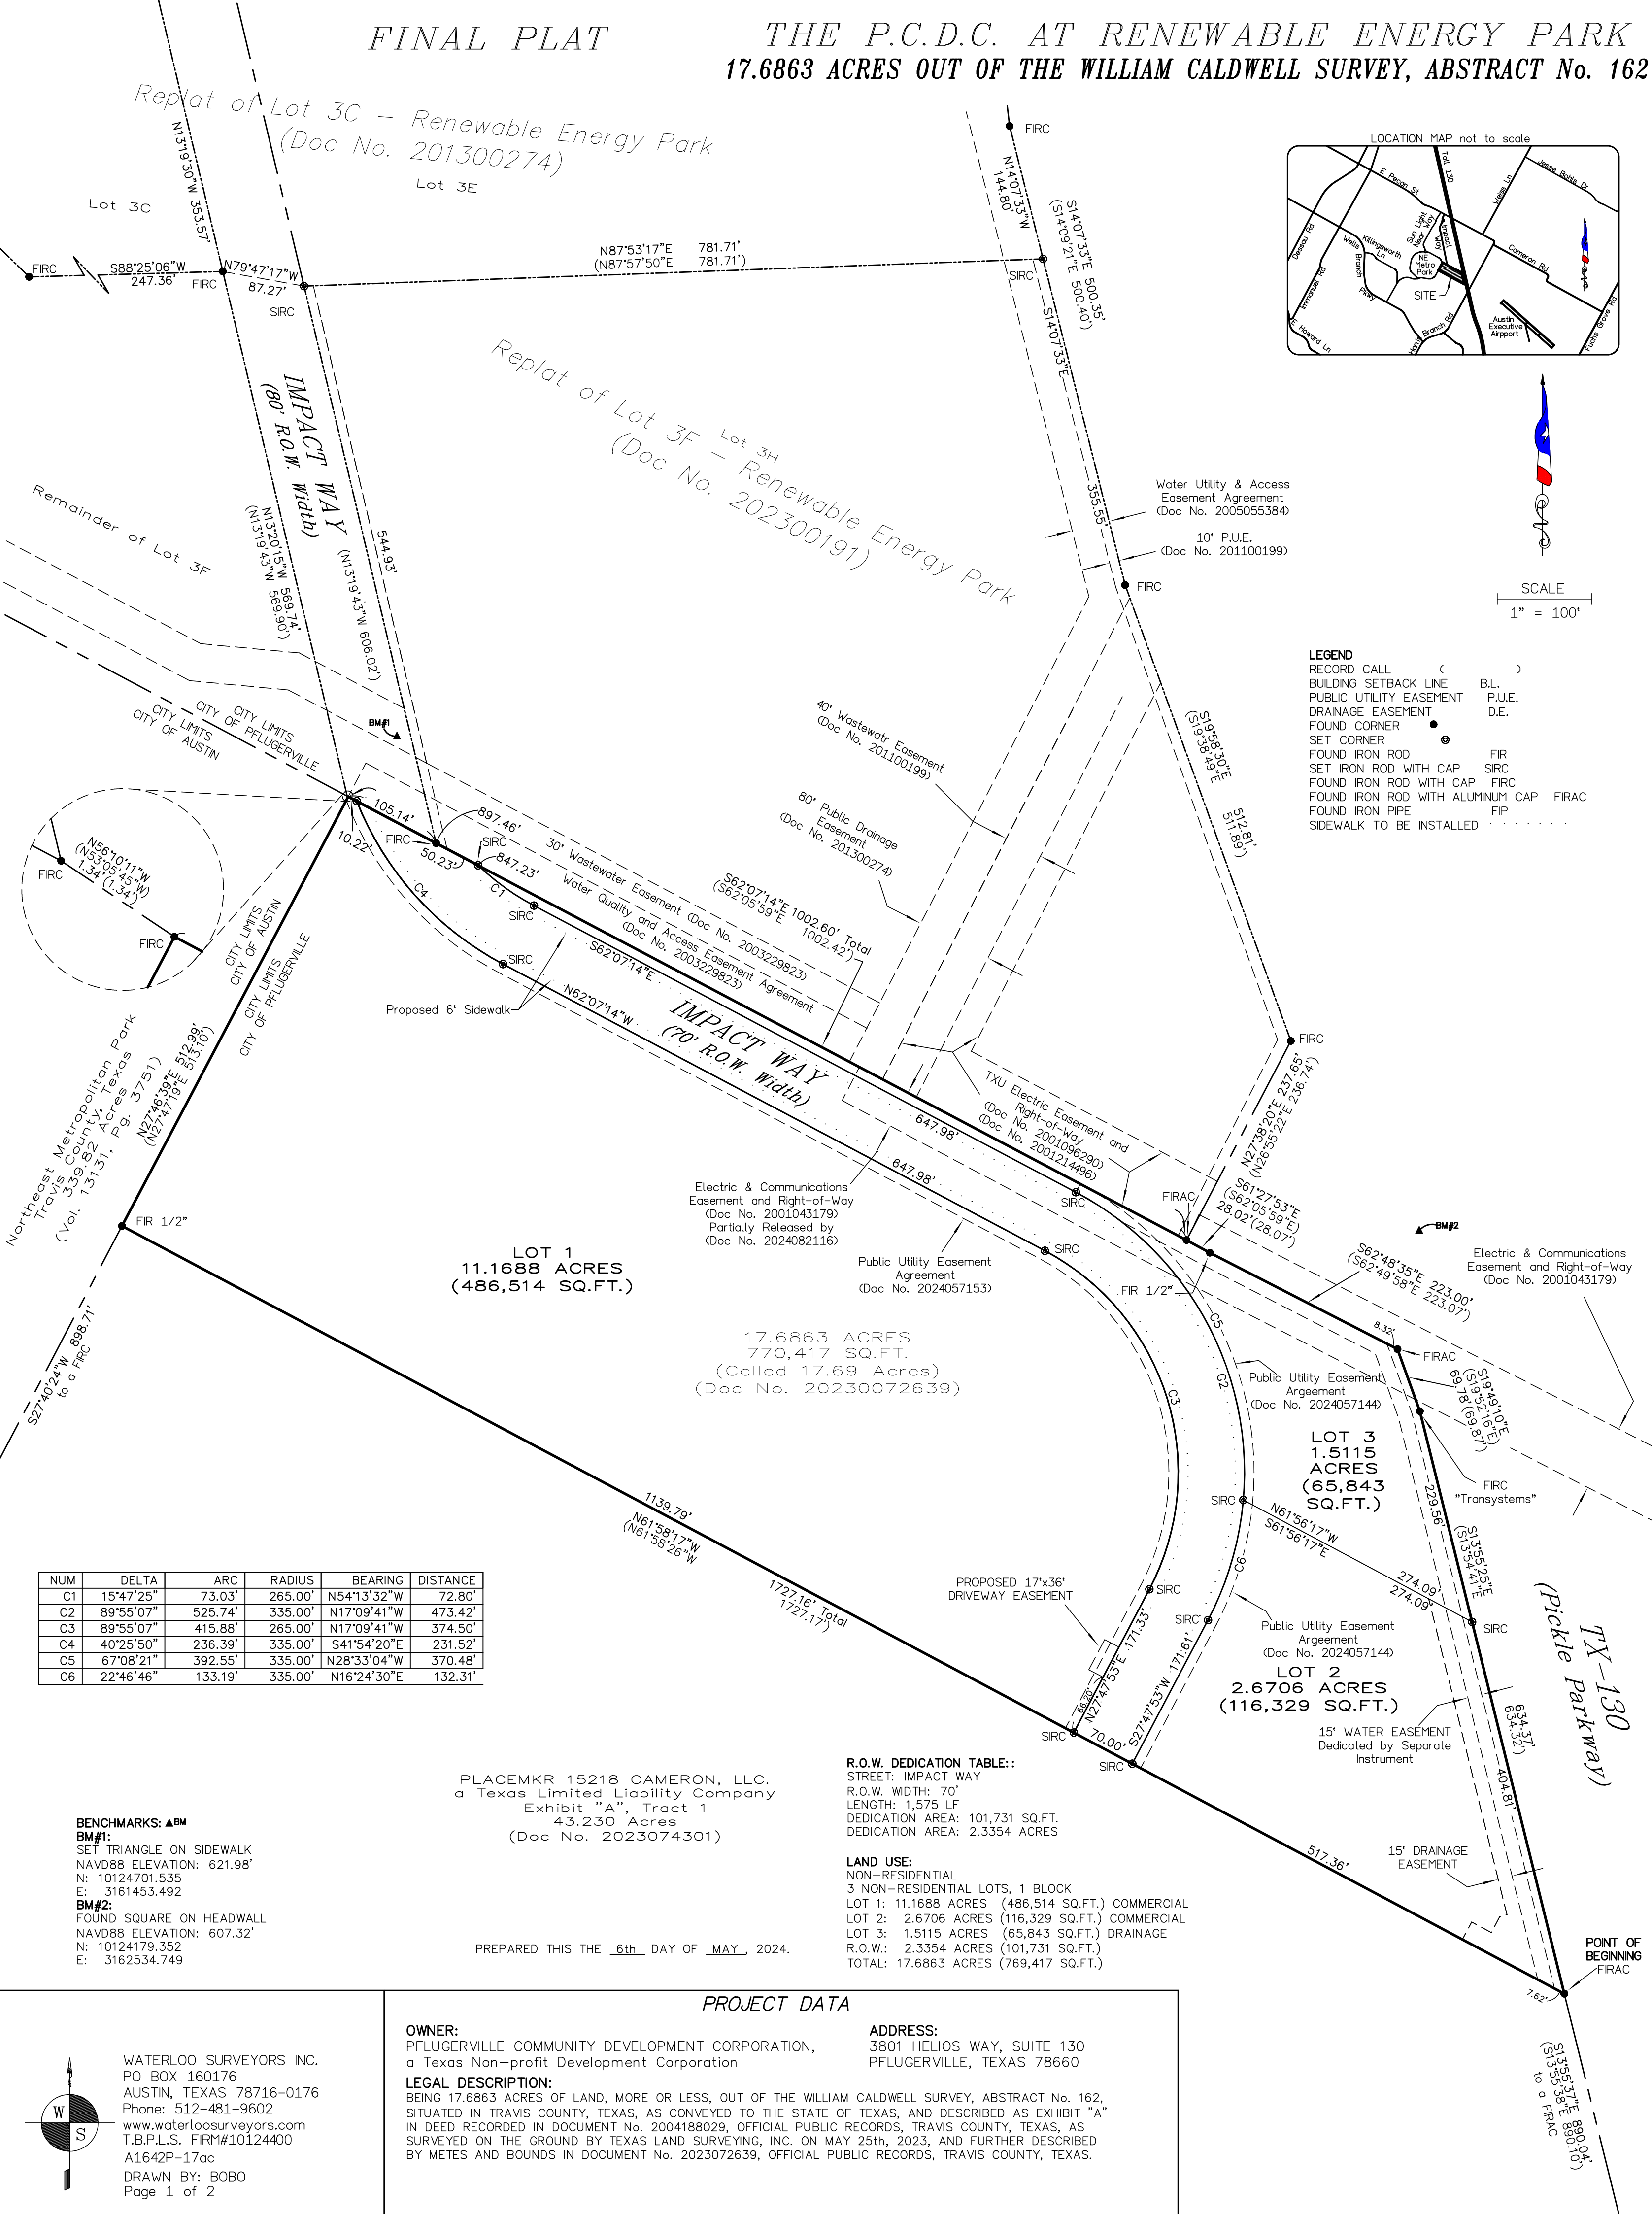 FINAL PLAT
THE P.C.D.C. AT RENEWABLE ENERGY PARK
17.6863 ACRES OUT OF THE WILLIAM CALDWELL SURVEY, ABSTRACT No. 162
Replat of Lot 3C – Renewable Energy Park
(Doc No. 201300274)
Lot 3E
Lot 3C
N13°19'30"W 353.57'
FIRC
S88°25'06"W
247.36'
FIRC
N79°47'17"W
87.27'
SIRC
N87°53'17"E 781.71'
(N87°57'50"E 781.71')
FIRC
N14°07'33"W
144.80'
S14°07'33"E 500.35'
(S14°09'21"E 500.40')
SIRC
S14°07'33"E
355.55'
LOCATION MAP not to scale
Toll 130
E Pecan St
Weiss Ln
Jesse Bohls Dr
Dessau Rd
Immanuel Rd
Wells
Branch
Pkwy
Killingsworth
Ln
Sun Light
Near Way
Impact
Way
NE
Metro
Park
SITE
Cameron Rd
Austin
Executive
Airpport
Fuchs Grove Rd
Harris Branch Rd
E Howard Ln
N
SCALE
1" = 100'
IMPACT WAY
(80' R.O.W. Width)
Replat of Lot 3F – Renewable Energy Park
(Doc No. 202300191)
Lot 3H
Remainder of Lot 3F
N13°20'15"W 569.74'
(N13°19'43"W 569.90')
544.93'
(N13°19'43"W 606.02')
Water Utility & Access
Easement Agreement
(Doc No. 2005055384)
10' P.U.E.
(Doc No. 201100199)
FIRC
LEGEND
RECORD CALL ( )
BUILDING SETBACK LINE B.L.
PUBLIC UTILITY EASEMENT P.U.E.
DRAINAGE EASEMENT D.E.
FOUND CORNER
SET CORNER
FOUND IRON ROD FIR
SET IRON ROD WITH CAP SIRC
FOUND IRON ROD WITH CAP FIRC
FOUND IRON ROD WITH ALUMINUM CAP FIRAC
FOUND IRON PIPE FIP
SIDEWALK TO BE INSTALLED
CITY LIMITS
CITY OF PFLUGERVILLE
CITY LIMITS
CITY OF AUSTIN
BM#1
40' Wastewatr Easement
(Doc No. 201100199)
80' Public Drainage
Easement
(Doc No. 201300274)
S19°58'30"E 512.81'
(S19°38'49"E 511.89')
105.14'
10.22'
FIRC
50.23'
897.46'
SIRC
847.23'
C4
C1
SIRC
SIRC
30' Wastewater Easement (Doc No. 2003229823)
Water Quality and Access Easement Agreement
(Doc No. 2003229823)
S62°07'14"E 1002.60' Total
(S62°05'59"E 1002.42')
N56°10'11"W
(N53°05'45"W)
1.34'(1.34')
FIRC
FIRC
CITY LIMITS
CITY OF AUSTIN
CITY LIMITS
CITY OF PFLUGERVILLE
S62°07'14"E
N62°07'14"W
Proposed 6' Sidewalk
IMPACT WAY
(70' R.O.W. Width)
Northeast Metropolitan Park
Travis County, Texas
339.82 Acres
(Vol. 13131, Pg. 3751)
N27°46'39"E 512.99'
(N27°47'19"E 513.10')
FIR 1/2"
S27°40'24"W 898.71'
to a FIRC
647.98'
647.98'
TXU Electric Easement and
Right-of-Way
(Doc No. 2001096290)
(Doc No. 2001214496)
FIRC
N27°38'20"E 237.65'
(N26°55'22"E 236.74')
FIRAC
SIRC
SIRC
S61°27'53"E
(S62°05'59"E)
28.02'(28.07')
FIR 1/2"
Electric & Communications
Easement and Right-of-Way
(Doc No. 2001043179)
Partially Released by
(Doc No. 2024082116)
Public Utility Easement
Agreement
(Doc No. 2024057153)
LOT 1
11.1688 ACRES
(486,514 SQ.FT.)
17.6863 ACRES
770,417 SQ.FT.
(Called 17.69 Acres)
(Doc No. 20230072639)
BM#2
S62°48'35"E 223.00'
(S62°49'58"E 223.07')
Electric & Communications
Easement and Right-of-Way
(Doc No. 2001043179)
8.32'
FIRAC
S19°49'10"E
(S19°52'16"E)
69.78'(69.87')
C5
C2
C3
Public Utility Easement
Argeement
(Doc No. 2024057144)
LOT 3
1.5115
ACRES
(65,843
SQ.FT.)
FIRC
"Transystems"
229.56'
S13°55'25"E
(S13°54'41"E)
SIRC
N61°56'17"W
S61°56'17"E
274.09'
274.09'
SIRC
C6
TX-130
(Pickle Parkway)
1139.79'
N61°58'17"W
(N61°58'26"W
1727.16' Total
1727.17')
PROPOSED 17'x36'
DRIVEWAY EASEMENT
SIRC
SIRC
N27°47'53"E 171.33'
66.20'
S27°47'53"W 171.61'
Public Utility Easement
Argeement
(Doc No. 2024057144)
LOT 2
2.6706 ACRES
(116,329 SQ.FT.)
15' WATER EASEMENT
Dedicated by Separate
Instrument
634.37'
634.32')
404.81'
SIRC
70.00'
SIRC
517.36'
15' DRAINAGE
EASEMENT
POINT OF
BEGINNING
FIRAC
7.62'
S13°55'37"E 890.04'
(S13°55'38"E 890.10')
to a FIRAC
NUM DELTA ARC RADIUS BEARING DISTANCE
C1 15°47'25" 73.03' 265.00' N54°13'32"W 72.80'
C2 89°55'07" 525.74' 335.00' N17°09'41"W 473.42'
C3 89°55'07" 415.88' 265.00' N17°09'41"W 374.50'
C4 40°25'50" 236.39' 335.00' S41°54'20"E 231.52'
C5 67°08'21" 392.55' 335.00' N28°33'04"W 370.48'
C6 22°46'46" 133.19' 335.00' N16°24'30"E 132.31'
PLACEMKR 15218 CAMERON, LLC.
a Texas Limited Liability Company
Exhibit "A", Tract 1
43.230 Acres
(Doc No. 2023074301)
R.O.W. DEDICATION TABLE::
STREET: IMPACT WAY
R.O.W. WIDTH: 70'
LENGTH: 1,575 LF
DEDICATION AREA: 101,731 SQ.FT.
DEDICATION AREA: 2.3354 ACRES
BENCHMARKS: BM
BM#1:
SET TRIANGLE ON SIDEWALK
NAVD88 ELEVATION: 621.98'
N: 10124701.535
E: 3161453.492
BM#2:
FOUND SQUARE ON HEADWALL
NAVD88 ELEVATION: 607.32'
N: 10124179.352
E: 3162534.749
LAND USE:
NON–RESIDENTIAL
3 NON–RESIDENTIAL LOTS, 1 BLOCK
LOT 1: 11.1688 ACRES (486,514 SQ.FT.) COMMERCIAL
LOT 2: 2.6706 ACRES (116,329 SQ.FT.) COMMERCIAL
LOT 3: 1.5115 ACRES (65,843 SQ.FT.) DRAINAGE
R.O.W.: 2.3354 ACRES (101,731 SQ.FT.)
TOTAL: 17.6863 ACRES (769,417 SQ.FT.)
PREPARED THIS THE 6th DAY OF MAY, 2024.
W
S
WATERLOO SURVEYORS INC.
PO BOX 160176
AUSTIN, TEXAS 78716-0176
Phone: 512-481-9602
www.waterloosurveyors.com
T.B.P.L.S. FIRM#10124400
A1642P-17ac
DRAWN BY: BOBO
Page 1 of 2
PROJECT DATA
OWNER:
PFLUGERVILLE COMMUNITY DEVELOPMENT CORPORATION,
a Texas Non-profit Development Corporation
ADDRESS:
3801 HELIOS WAY, SUITE 130
PFLUGERVILLE, TEXAS 78660
LEGAL DESCRIPTION:
BEING 17.6863 ACRES OF LAND, MORE OR LESS, OUT OF THE WILLIAM CALDWELL SURVEY, ABSTRACT No. 162,
SITUATED IN TRAVIS COUNTY, TEXAS, AS CONVEYED TO THE STATE OF TEXAS, AND DESCRIBED AS EXHIBIT "A"
IN DEED RECORDED IN DOCUMENT No. 2004188029, OFFICIAL PUBLIC RECORDS, TRAVIS COUNTY, TEXAS, AS
SURVEYED ON THE GROUND BY TEXAS LAND SURVEYING, INC. ON MAY 25th, 2023, AND FURTHER DESCRIBED
BY METES AND BOUNDS IN DOCUMENT No. 2023072639, OFFICIAL PUBLIC RECORDS, TRAVIS COUNTY, TEXAS.